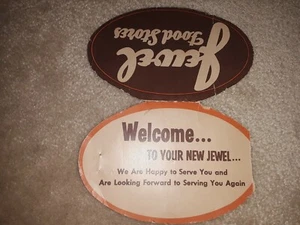 Jewel
Food Stores
Welcome...
TO YOUR NEW JEWEL...
We Are Happy to Serve You and
Are Looking Forward to Serving You Again